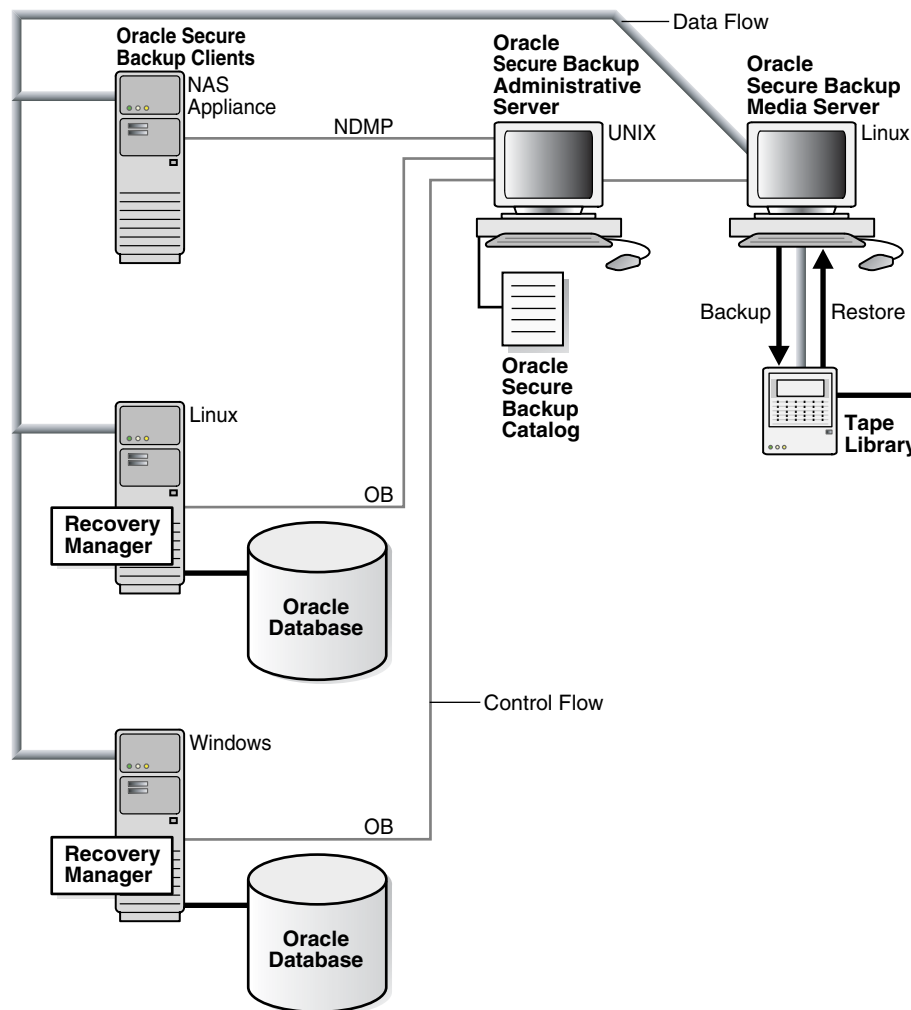 Data Flow
Oracle Secure
Backup Clients
NAS
Appliance
NDMP
Oracle
Secure Backup
Administrative
Server
UNIX
Oracle
Secure Backup
Media Server
Linux
Backup
Restore
Oracle
Secure
Backup
Catalog
Tape
Library
Linux
OB
Recovery
Manager
Oracle
Database
Control Flow
Windows
OB
Recovery
Manager
Oracle
Database